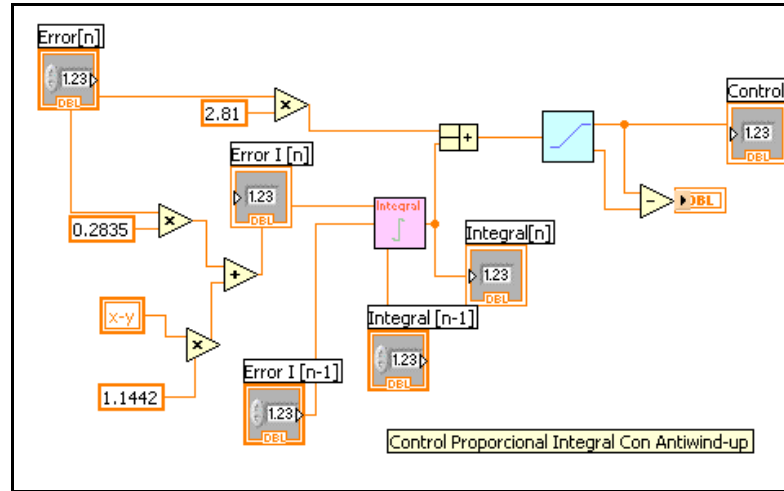 Error[n]
1.23
DBL
2.81
×
+
Control
1.23
DBL
Error I [n]
1.23
DBL
Integral
∫
−
DBL
0.2835
×
+
Integral[n]
1.23
DBL
x-y
×
Integral [n-1]
1.23
DBL
1.1442
Error I [n-1]
1.23
DBL
Control Proporcional Integral Con Antiwind-up